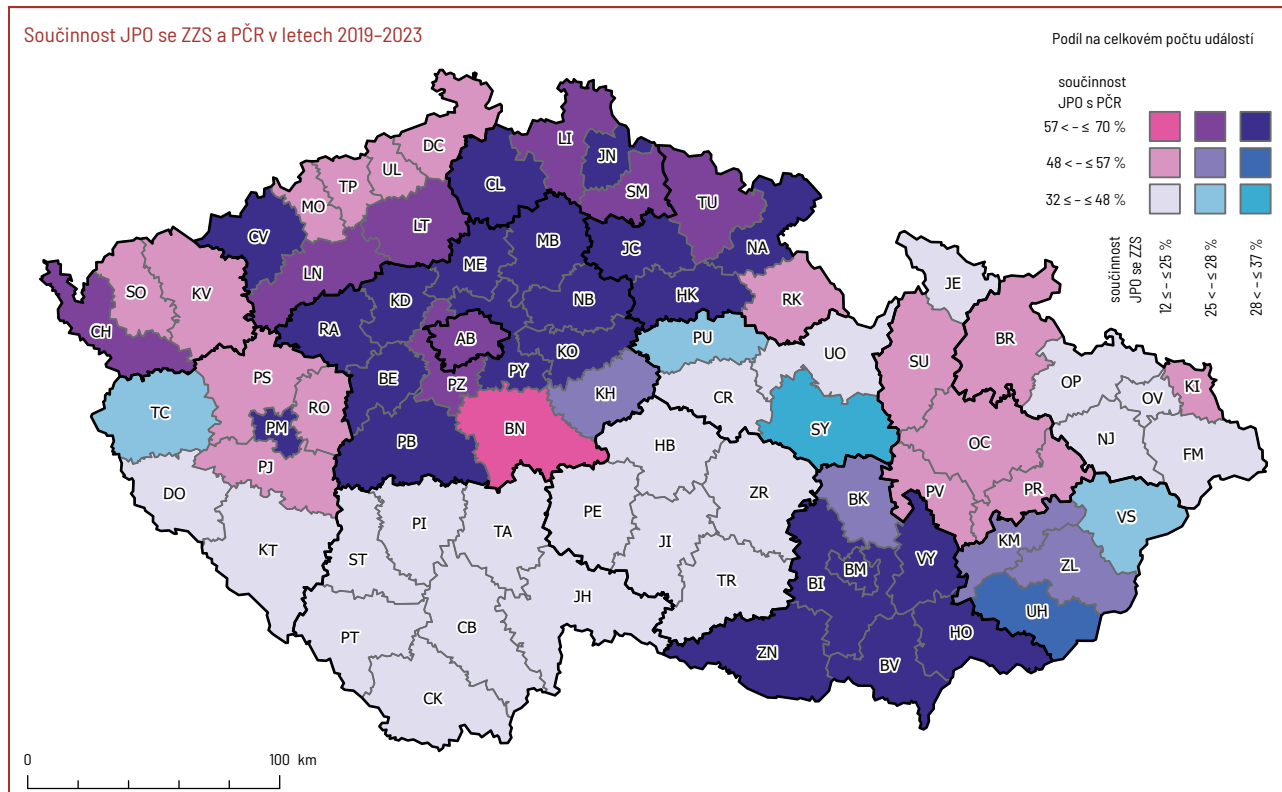 Součinnost JPO se ZZS a PČR v letech 2019–2023
Podíl na celkovém počtu událostí
součinnost
JPO s PČR
57 < – ≤ 70 %
48 < – ≤ 57 %
32 ≤ – ≤ 48 %
součinnost
JPO se ZZS
12 ≤ – ≤ 25 %
25 < – ≤ 28 %
28 < – ≤ 37 %
DC
LI
JN
UL
TP
CL
SM
MO
TU
LT
CV
MB
JC
NA
ME
LN
SO
KV
KD
NB
HK
RK
JE
CH
RA
AB
KO
PU
UO
SU
BR
PS
BE
PZ
PY
OP
KI
TC
RO
KH
CR
OV
PM
BN
SY
PB
HB
OC
NJ
FM
PJ
DO
ZR
BK
PV
PR
PI
TA
PE
VS
KT
ST
JI
KM
VY
BM
ZL
TR
BI
JH
UH
PT
CB
HO
ZN
BV
CK
0
100 km